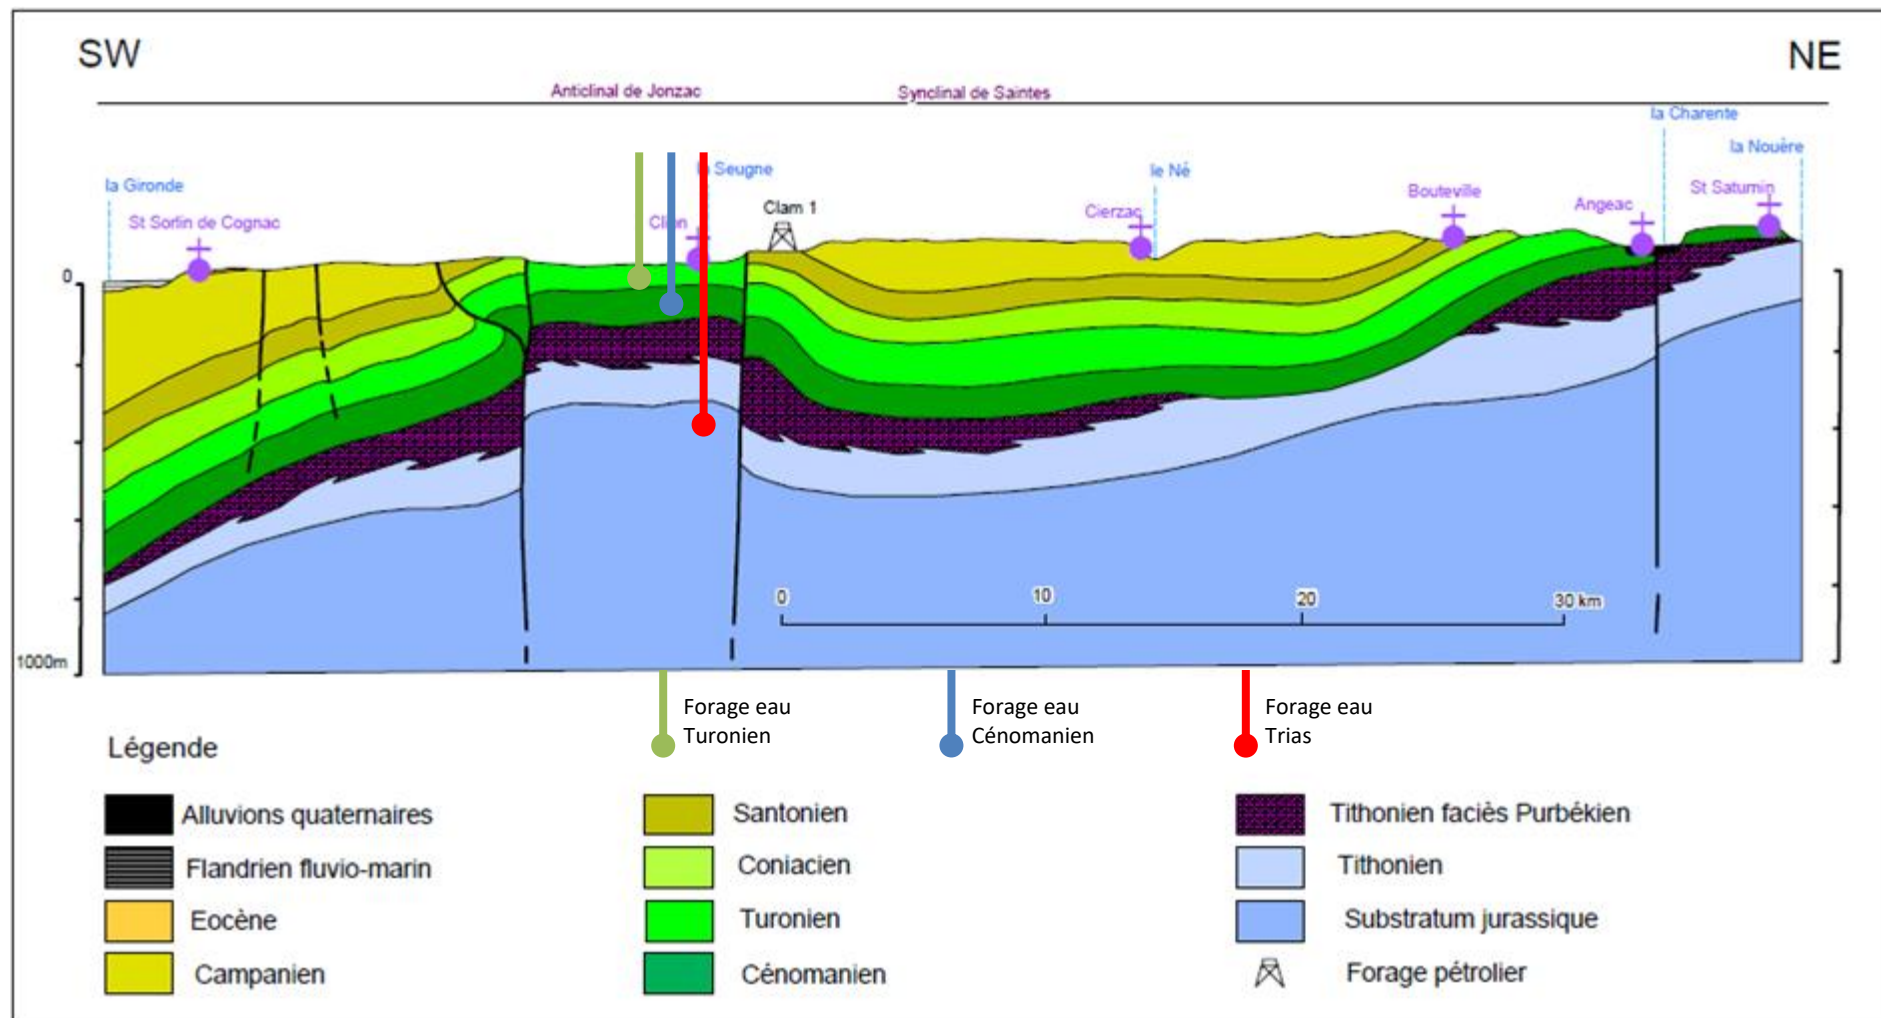 SW
NE
Anticlinal de Jonzac
Synclinal de Saintes
la Charente
la Nouère
la Gironde
Seugne
le Né
St Sorlin de Cognac
Clion
Clam 1
Cierzac
Bouteville
Angeac
St Saturnin
0
1000m
0
10
20
30 km
Forage eau
Turonien
Forage eau
Cénomanien
Forage eau
Trias
Légende
Alluvions quaternaires
Flandrien fluvio-marin
Eocène
Campanien
Santonien
Coniacien
Turonien
Cénomanien
Tithonien faciès Purbékien
Tithonien
Substratum jurassique
Forage pétrolier